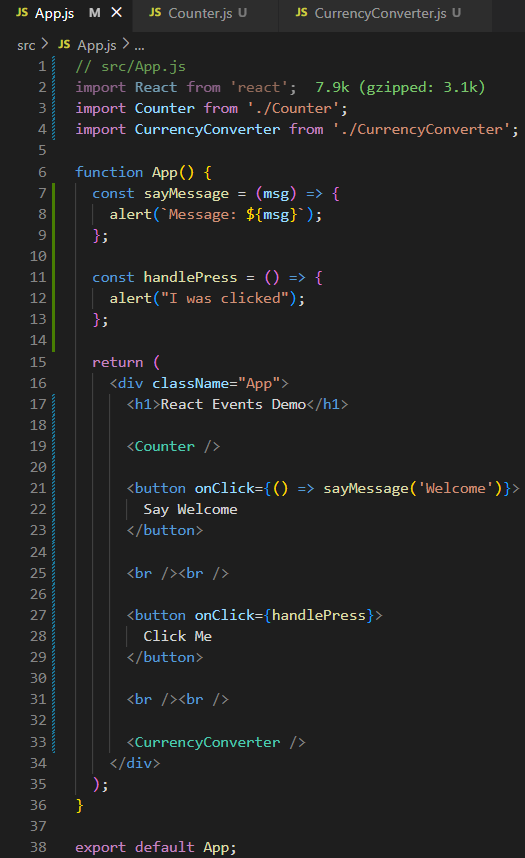 JS App.js M × JS Counter.js U JS CurrencyConverter.js U
src > JS App.js > ...
1 // src/App.js
2 import React from 'react'; 7.9k (gzipped: 3.1k)
3 import Counter from './Counter';
4 import CurrencyConverter from './CurrencyConverter';
5
6 function App() {
7   const sayMessage = (msg) => {
8     alert(`Message: ${msg}`);
9   };
10
11   const handlePress = () => {
12     alert("I was clicked");
13   };
14
15   return (
16     <div className="App">
17       <h1>React Events Demo</h1>
18
19       <Counter />
20
21       <button onClick={() => sayMessage('Welcome')}>
22         Say Welcome
23       </button>
24
25       <br /><br />
26
27       <button onClick={handlePress}>
28         Click Me
29       </button>
30
31       <br /><br />
32
33       <CurrencyConverter />
34     </div>
35   );
36 }
37
38 export default App;